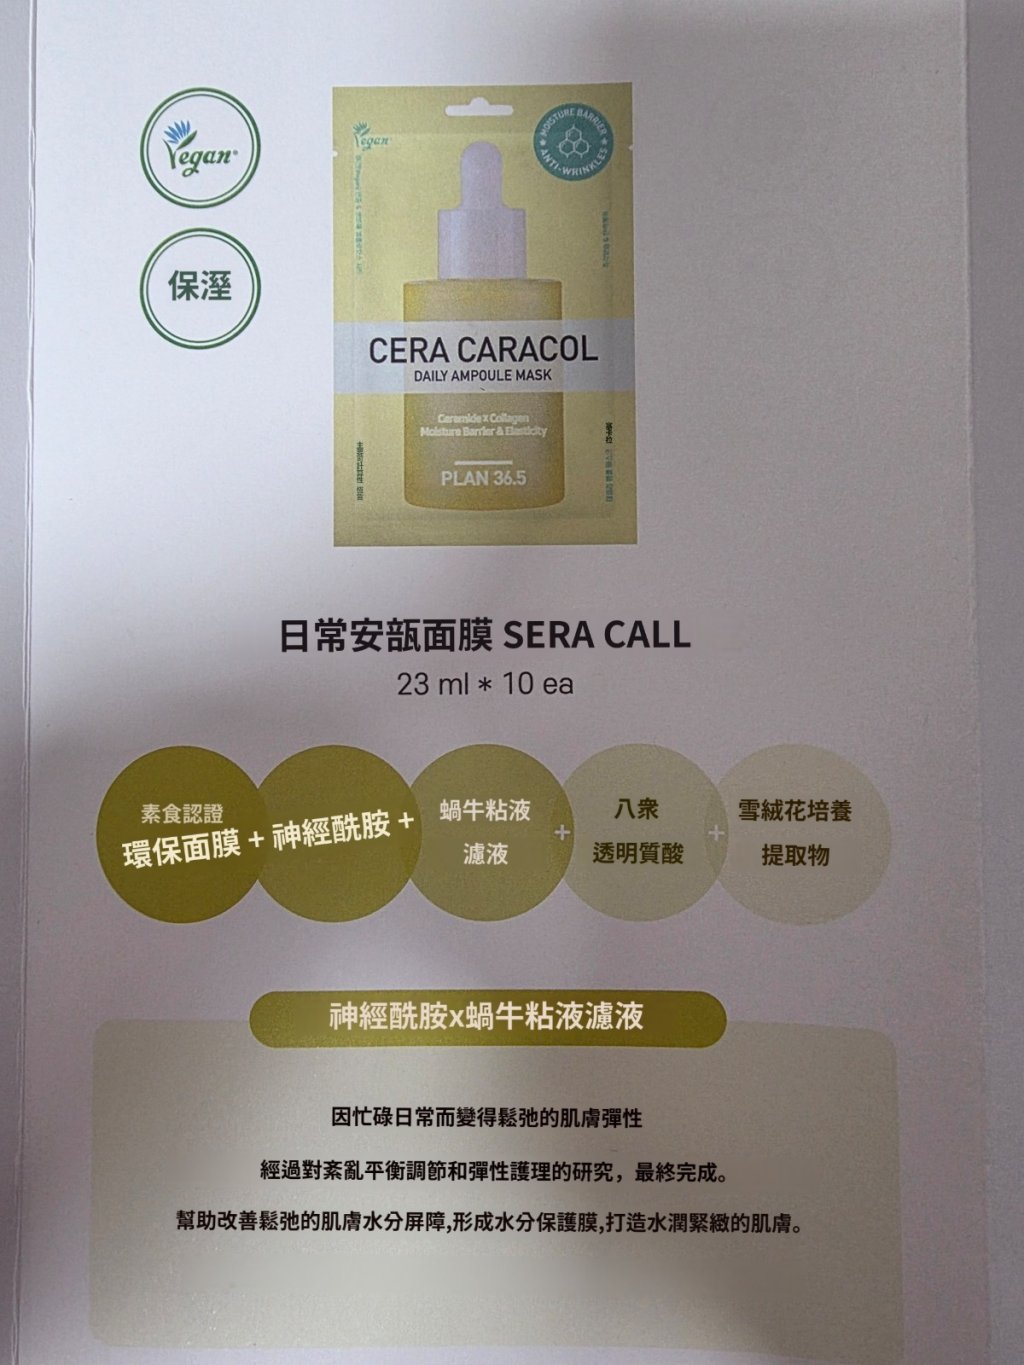 Vegan
保溼
Vegan
MOISTURE BARRIER
ANTI-WRINKLES
CERA CARACOL
DAILY AMPOULE MASK
Ceramide x Collagen
Moisture Barrier & Elasticity
PLAN 36.5
日常安瓿面膜 SERA CALL
23 ml * 10 ea
素食認證
環保面膜 + 神經酰胺 +
蝸牛粘液
濾液
+
八衆
透明質酸
+
雪絨花培養
提取物
神經酰胺x蝸牛粘液濾液
因忙碌日常而變得鬆弛的肌膚彈性
經過對紊亂平衡調節和彈性護理的研究，最終完成。
幫助改善鬆弛的肌膚水分屏障,形成水分保護膜,打造水潤緊緻的肌膚。